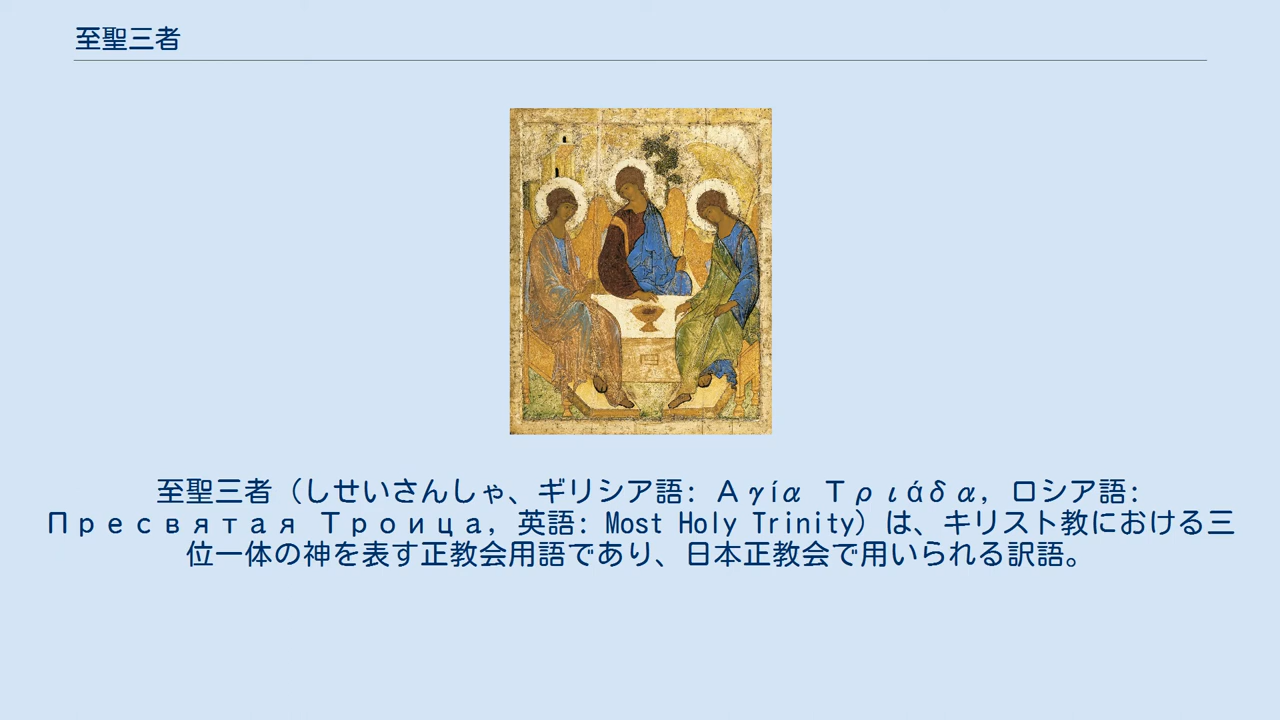 至聖三者
至聖三者（しせいさんしゃ、ギリシア語: Αγία Τριάδα, ロシア語:
Пресвятая Троица, 英語: Most Holy Trinity）は、キリスト教における三
位一体の神を表す正教会用語であり、日本正教会で用いられる訳語。